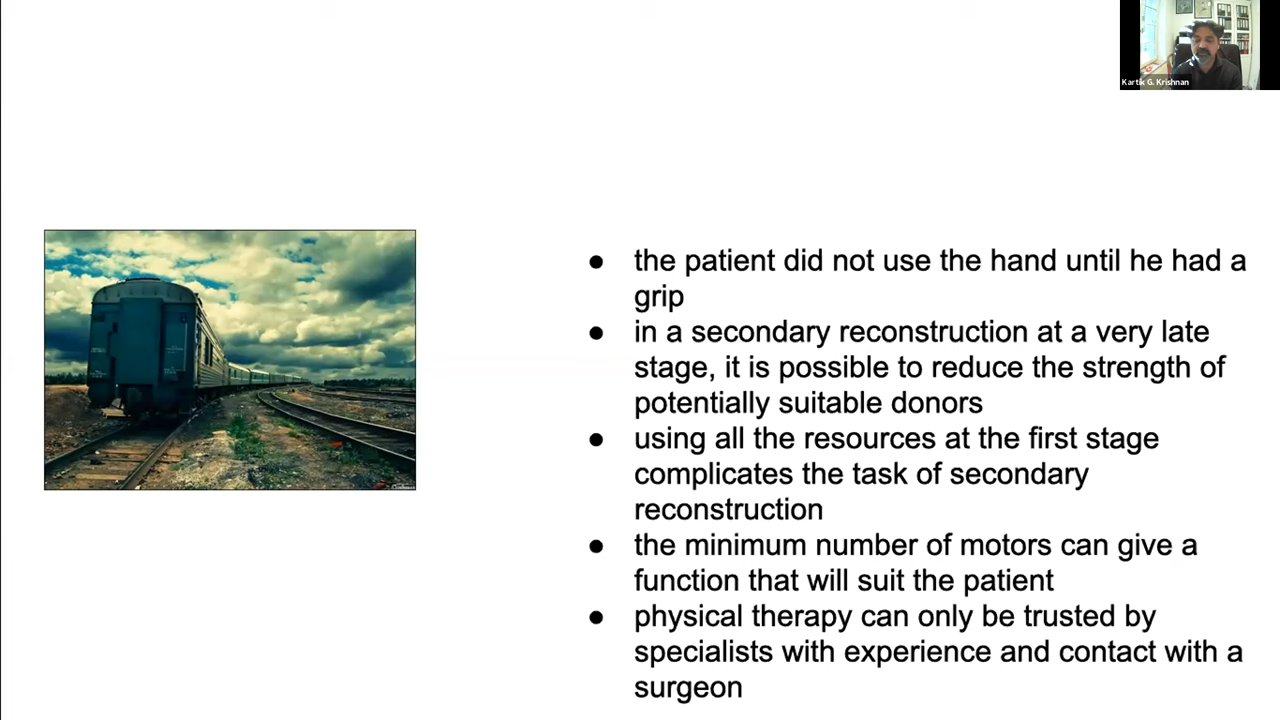 Kartik G. Krishnan
● the patient did not use the hand until he had a
grip
● in a secondary reconstruction at a very late
stage, it is possible to reduce the strength of
potentially suitable donors
● using all the resources at the first stage
complicates the task of secondary
reconstruction
● the minimum number of motors can give a
function that will suit the patient
● physical therapy can only be trusted by
specialists with experience and contact with a
surgeon